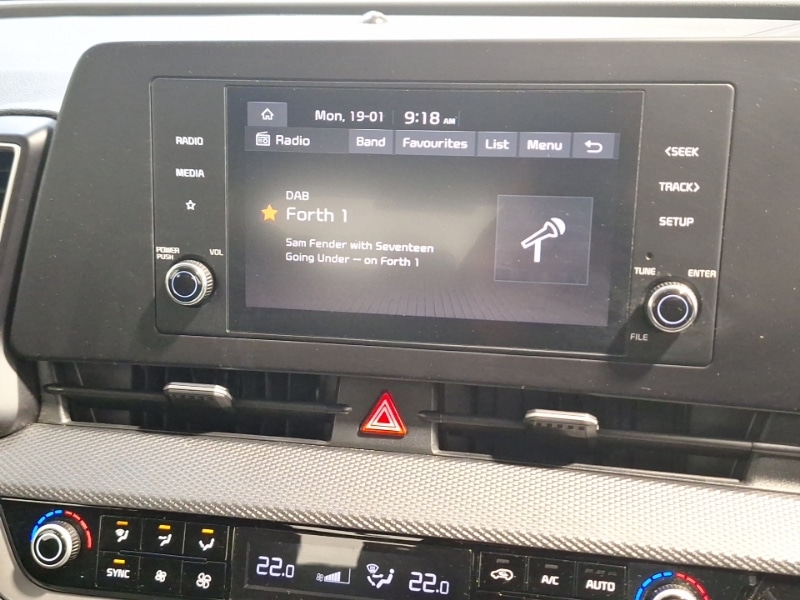 Mon, 19-01 9:18 AM
Radio Band Favourites List Menu
RADIO
MEDIA
<SEEK
TRACK>
SETUP
DAB
Forth 1
Sam Fender with Seventeen
Going Under — on Forth 1
POWER
PUSH
VOL
TUNE
ENTER
FILE
SYNC
22.0
22.0
A/C
AUTO